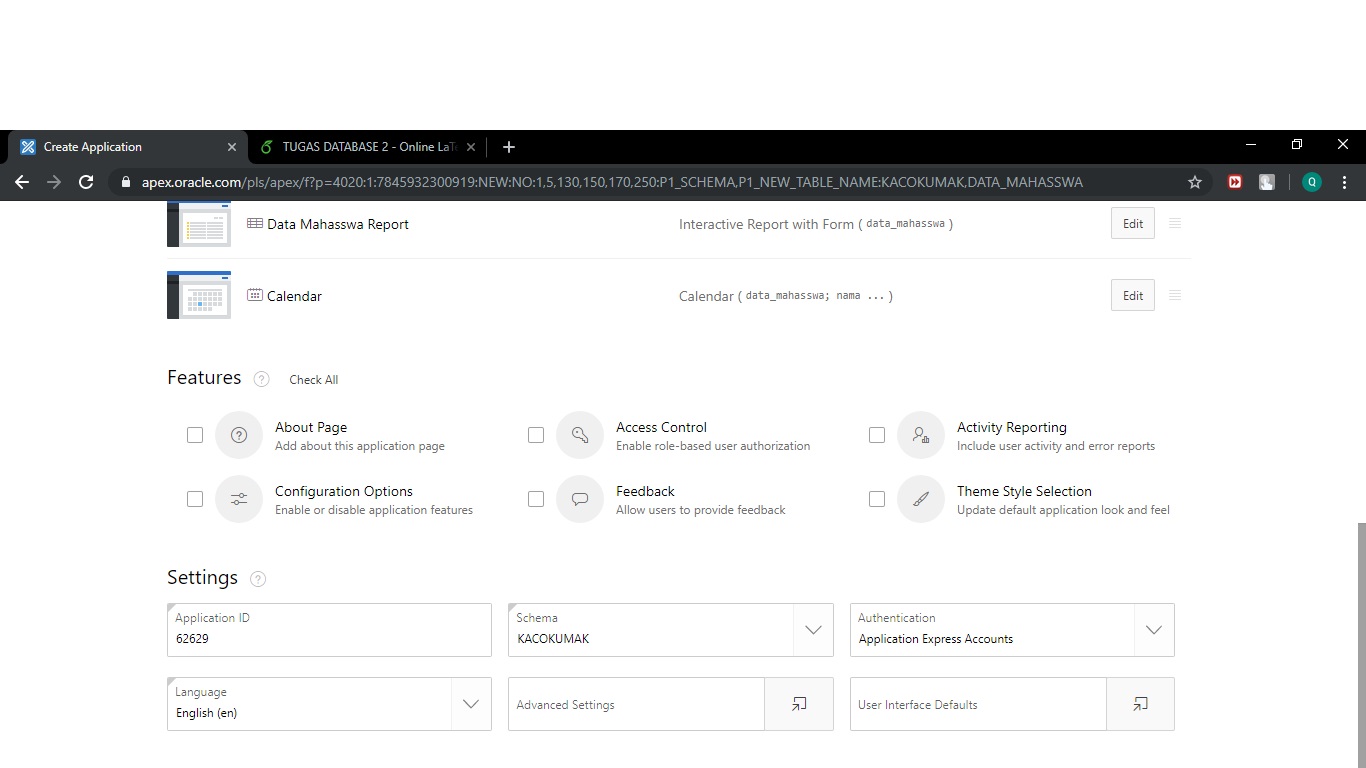 Create Application
TUGAS DATABASE 2 - Online LaTe
apex.oracle.com/pls/apex/f?p=4020:1:7845932300919:NEW:NO:1,5,130,150,170,250:P1_SCHEMA,P1_NEW_TABLE_NAME:KACOKUMAK,DATA_MAHASSWA
Q
Data Mahasswa Report Interactive Report with Form ( data_mahasswa ) Edit
Calendar Calendar ( data_mahasswa; nama ... ) Edit
Features ? Check All
About Page Access Control Activity Reporting
Add about this application page Enable role-based user authorization Include user activity and error reports
Configuration Options Feedback Theme Style Selection
Enable or disable application features Allow users to provide feedback Update default application look and feel
Settings ?
Application ID Schema Authentication
62629 KACOKUMAK Application Express Accounts
Language
English (en) Advanced Settings User Interface Defaults